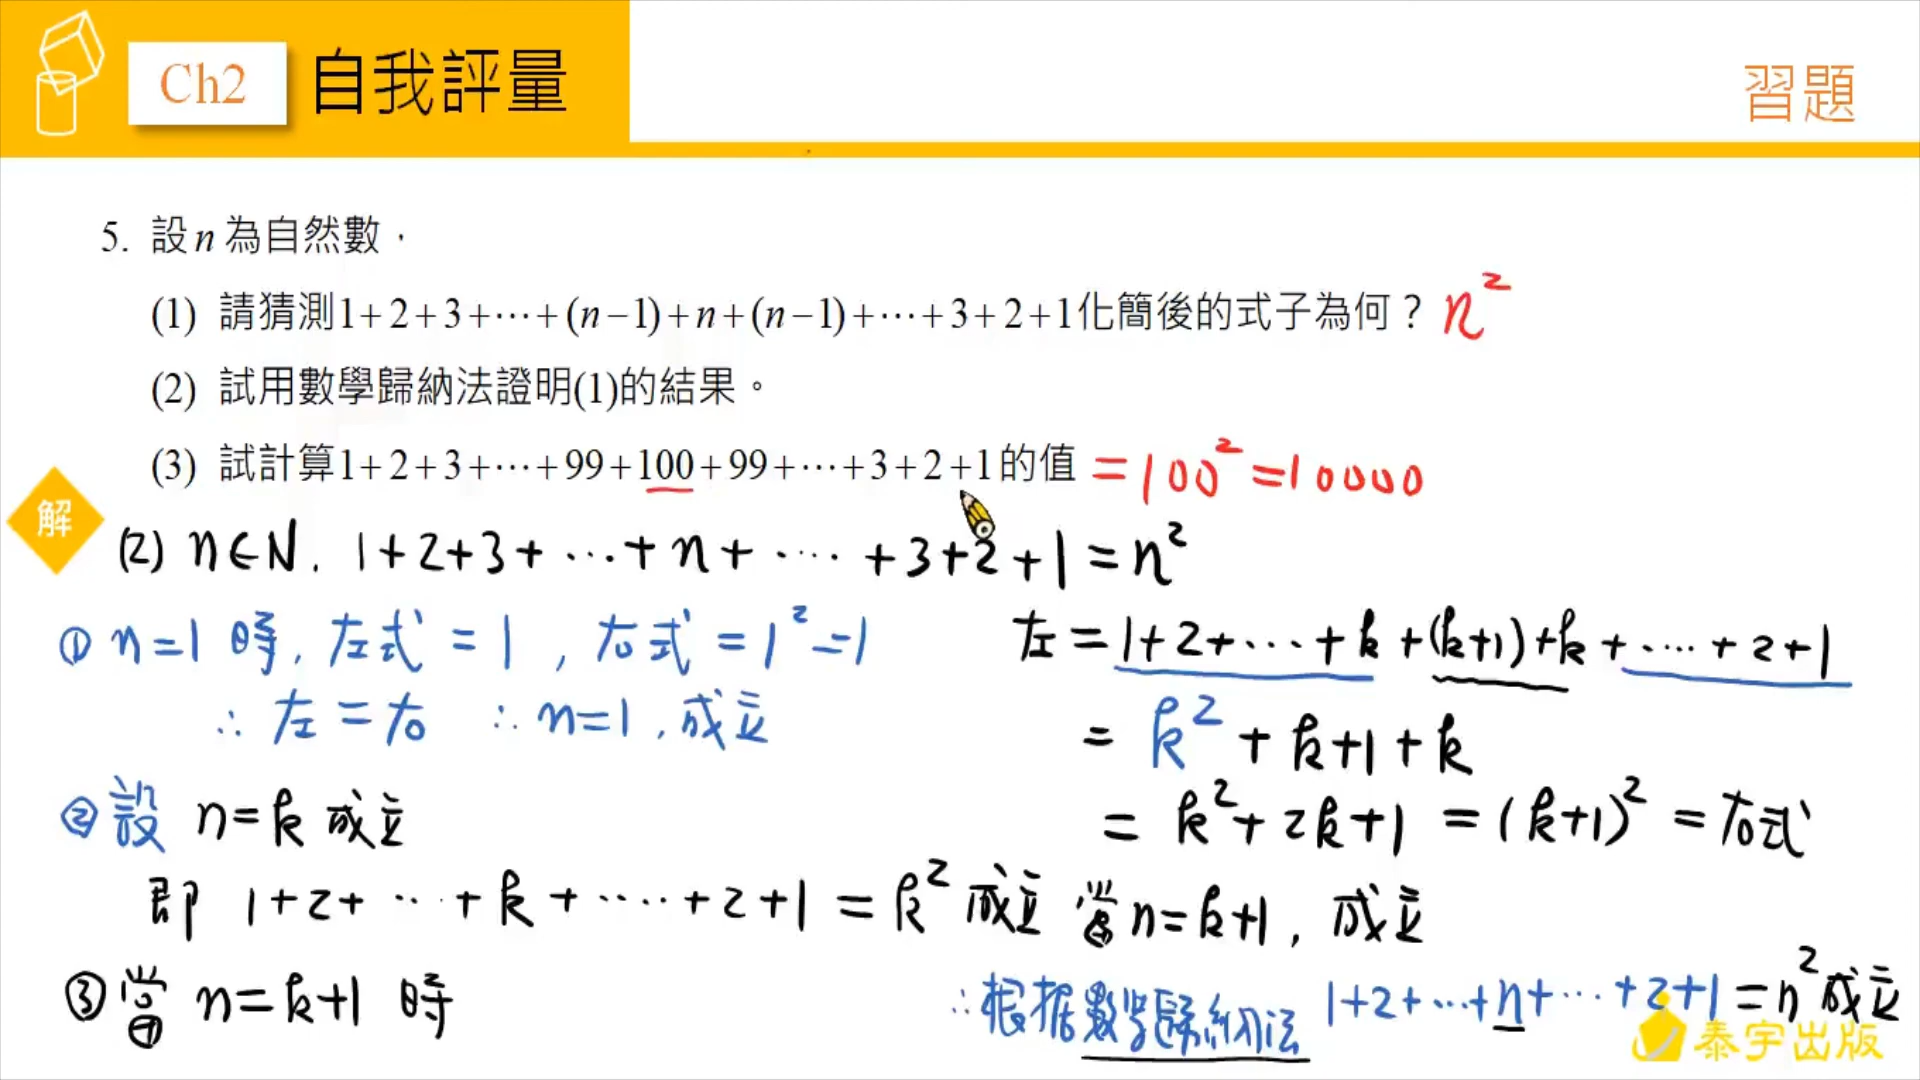 Ch2 自我評量
習題
5. 設n為自然數，
(1) 請猜測1+2+3+⋯+(n−1)+n+(n−1)+⋯+3+2+1化簡後的式子為何？ n²
(2) 試用數學歸納法證明(1)的結果。
(3) 試計算1+2+3+⋯+99+100+99+⋯+3+2+1的值 =100²=10000
解
(2) n∈N. 1+2+3+⋯+n+⋯+3+2+1=n²
① n=1 時, 左式=1, 右式=1²=1
∴左=右 ∴n=1, 成立
② 設 n=k 成立
即 1+2+⋯+k+⋯+2+1=k² 成立
③ 當 n=k+1 時
左=1+2+⋯+k+(k+1)+k+⋯+2+1
=k²+k+1+k
=k²+2k+1=(k+1)²=右式
當n=k+1, 成立
∴根据數学歸納法 1+2+⋯+n+⋯+2+1=n²成立
泰宇出版